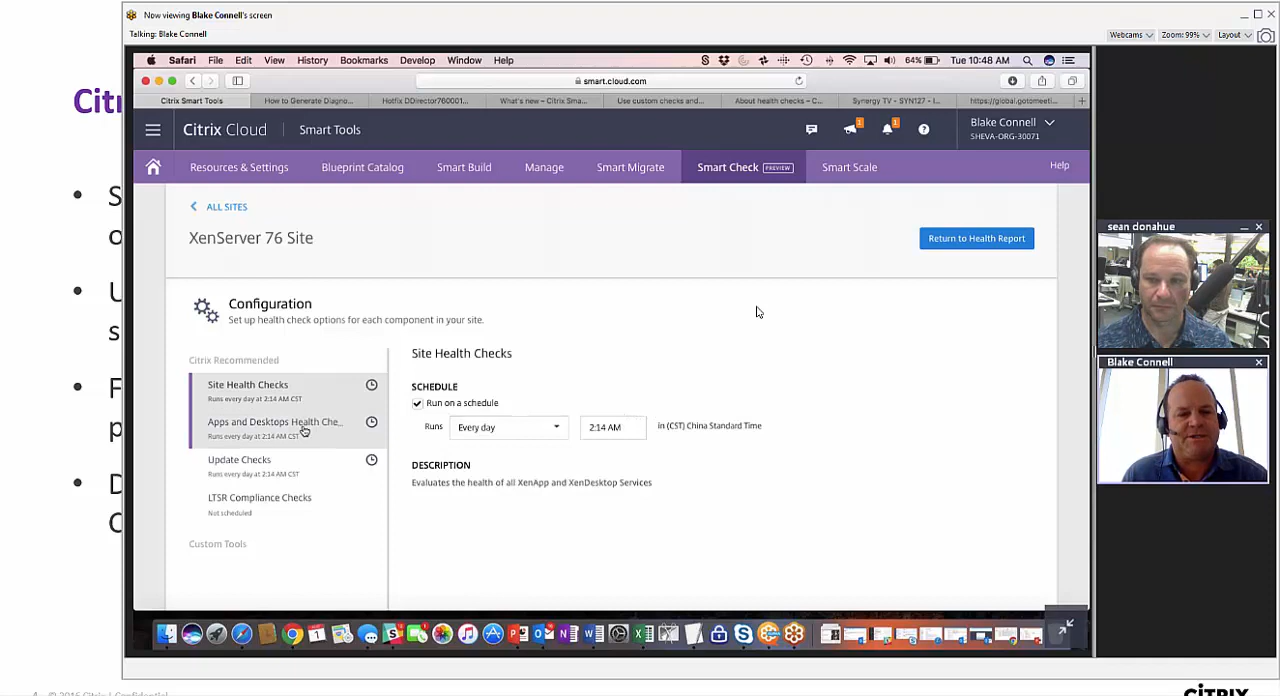 Now viewing Blake Connell's screen
Talking: Blake Connell
Webcams Zoom: 99% Layout
Safari File Edit View History Bookmarks Develop Window Help 64% Tue 10:48 AM
smart.cloud.com
Citrix Smart Tools How to Generate Diagno... Hotfix DDirector760001... What's new – Citrix Sma... Use custom checks and... About health checks – C... Synergy TV - SYN127 - I... https://global.gotomeeti...
Citrix Cloud Smart Tools 1 1 Blake Connell
SHEVA-ORG-30071
Resources & Settings Blueprint Catalog Smart Build Manage Smart Migrate Smart Check PREVIEW Smart Scale Help
ALL SITES
XenServer 76 Site
Return to Health Report
Configuration
Set up health check options for each component in your site.
Citrix Recommended
Site Health Checks
Runs every day at 2:14 AM CST
Apps and Desktops Health Che...
Runs every day at 2:14 AM CST
Update Checks
Runs every day at 2:14 AM CST
LTSR Compliance Checks
Not scheduled
Custom Tools
Site Health Checks
SCHEDULE
Run on a schedule
Runs Every day 2:14 AM in (CST) China Standard Time
DESCRIPTION
Evaluates the health of all XenApp and XenDesktop Services
sean donahue
Blake Connell
Cit
S
o
U
s
F
p
D
C
4 © 2016 Citrix | Confidential
CITRIX